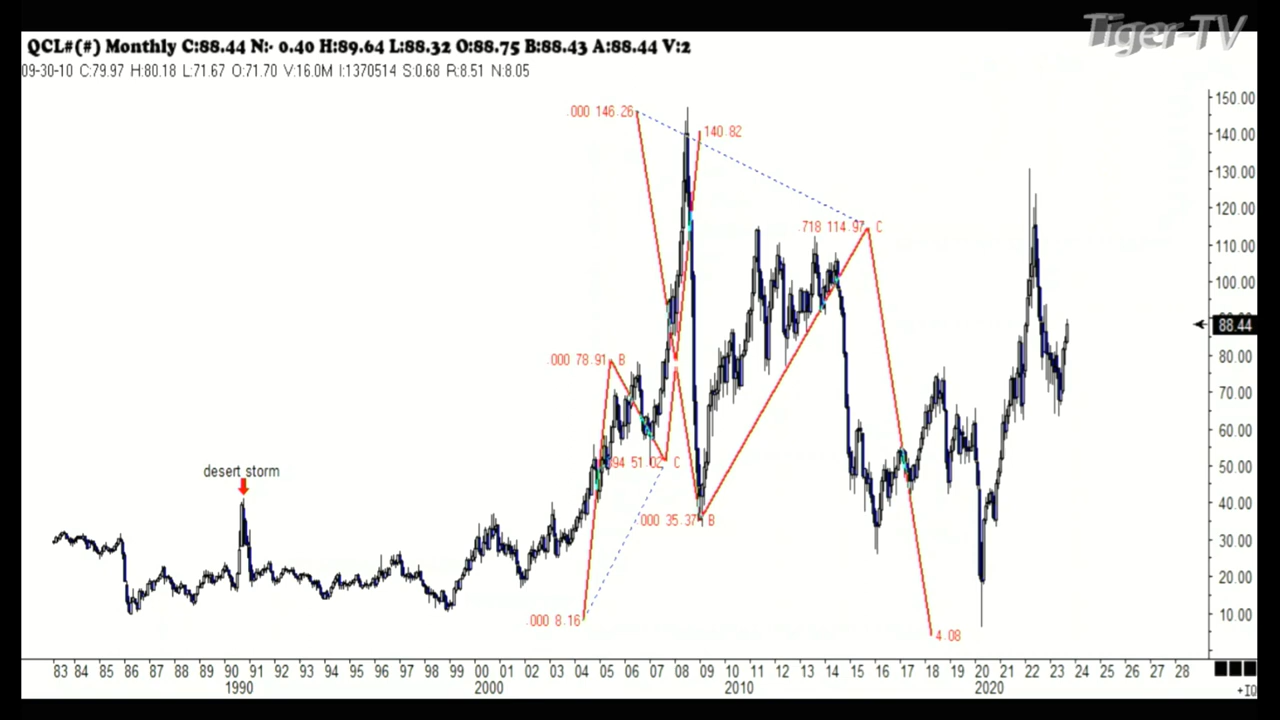 Tiger-TV
QCL#(#) Monthly C:88.44 N:- 0.40 H:89.64 L:88.32 O:88.75 B:88.43 A:88.44 V:2
09-30-10 C:79.97 H:80.18 L:71.67 O:71.70 V:16.0M I:1370514 S:0.68 R:8.51 N:8.05
150.00
.000 146.26
140.82
140.00
130.00
120.00
.718 114.97 C
110.00
100.00
88.44
.000 78.91 B
80.00
70.00
60.00
desert storm
394 51.02 C
50.00
40.00
000 35.37 B
30.00
20.00
.000 8.16
10.00
4.08
83 84 85 86 87 88 89 90 91 92 93 94 95 96 97 98 99 00 01 02 03 04 05 06 07 08 09 10 11 12 13 14 15 16 17 18 19 20 21 22 23 24 25 26 27 28
1990 2000 2010 2020